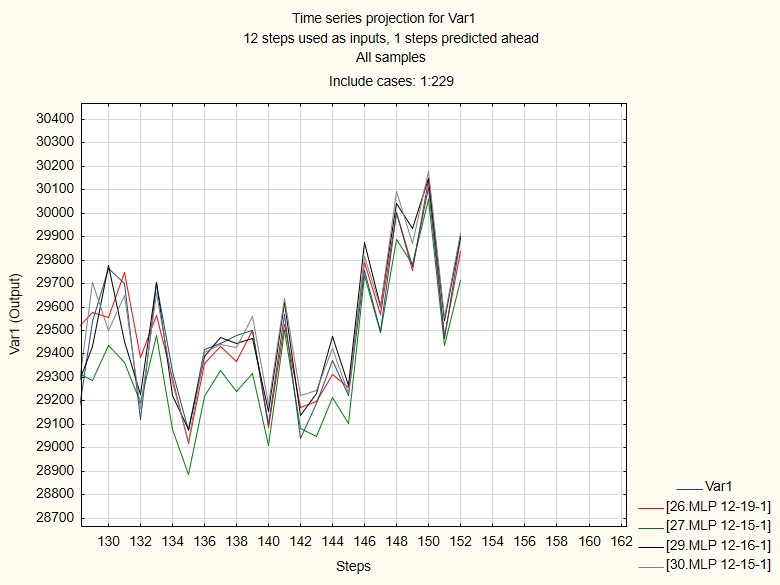 Time series projection for Var1
12 steps used as inputs, 1 steps predicted ahead
All samples
Include cases: 1:229
30400
30300
30200
30100
30000
29900
29800
29700
29600
29500
29400
29300
29200
29100
29000
28900
28800
28700
Var1 (Output)
130 132 134 136 138 140 142 144 146 148 150 152 154 156 158 160 162
Steps
Var1
[26.MLP 12-19-1]
[27.MLP 12-15-1]
[29.MLP 12-16-1]
[30.MLP 12-15-1]